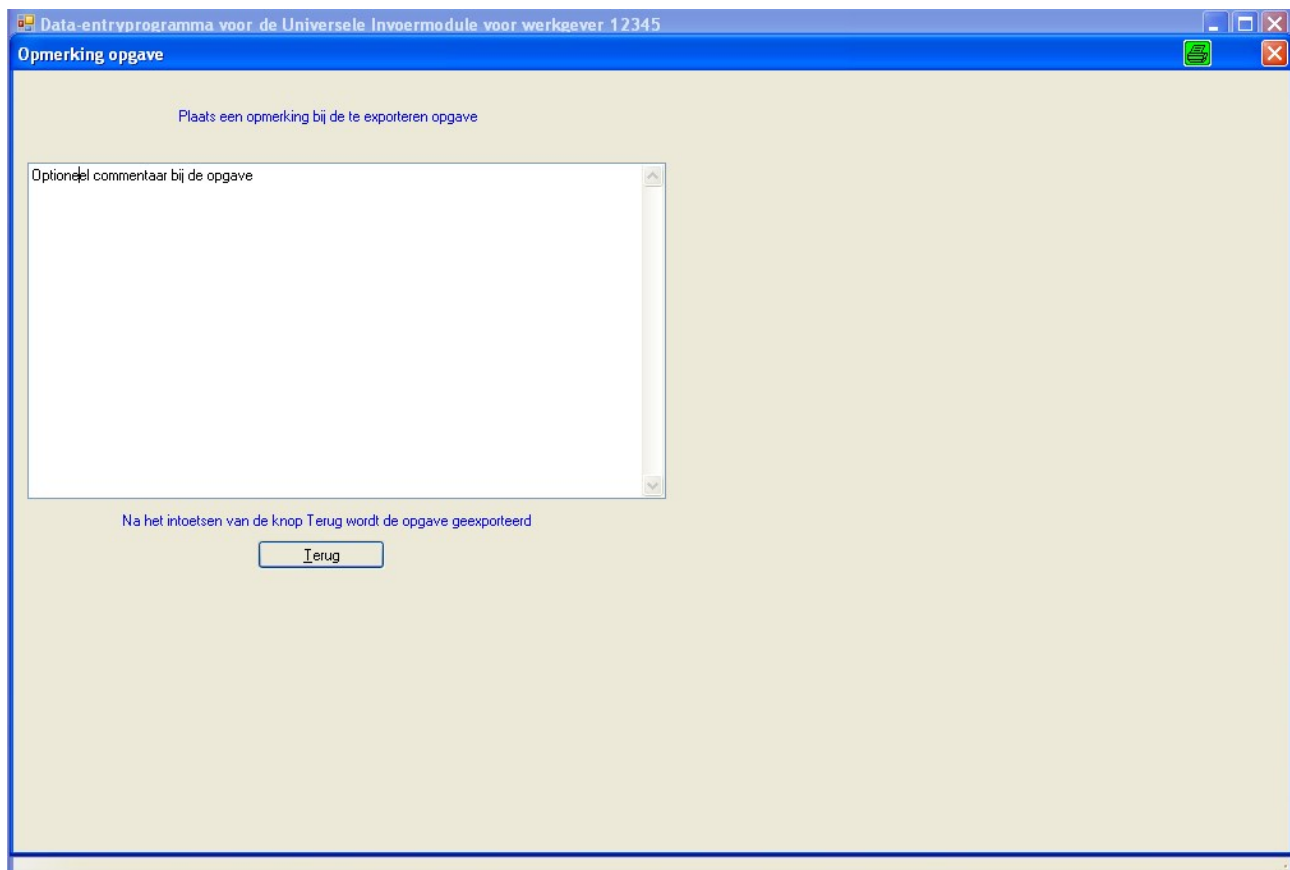 Data-entryprogramma voor de Universele Invoermodule voor werkgever 12345
Opmerking opgave
Plaats een opmerking bij de te exporteren opgave
Optioneel commentaar bij de opgave
Na het intoetsen van de knop Terug wordt de opgave geexporteerd
Terug